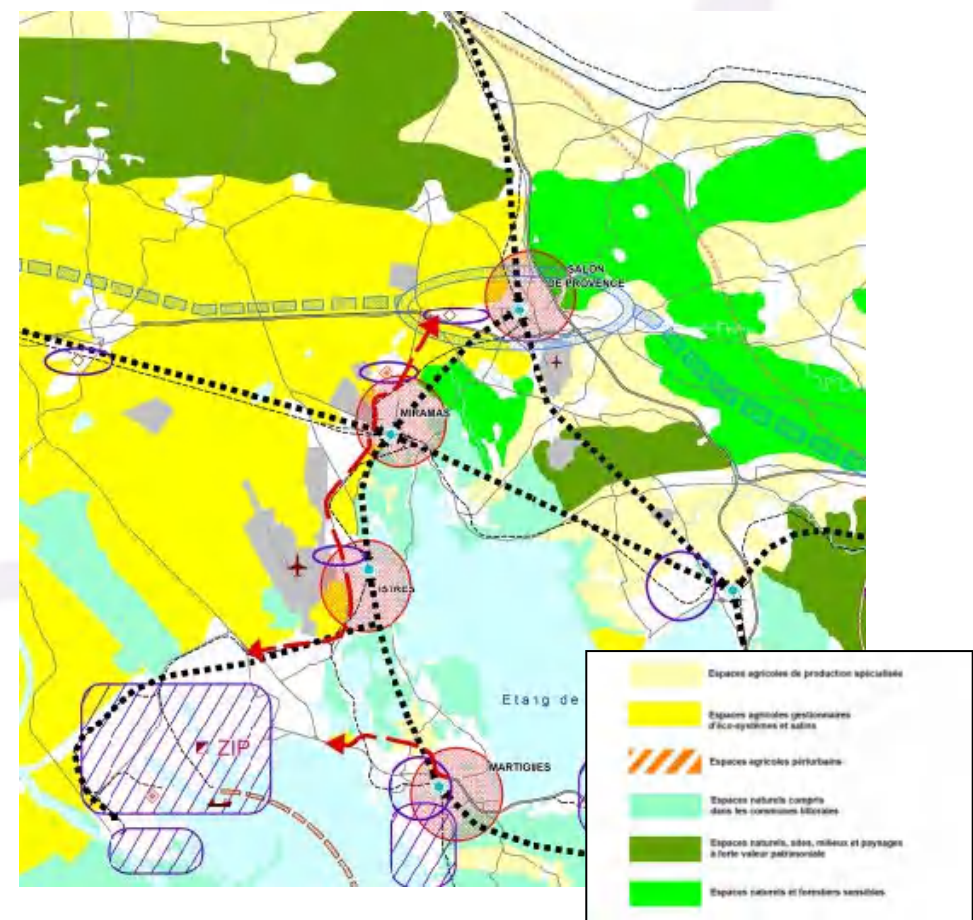 SALON
DE PROVENCE
MIRAMAS
ISTRES
Etang de
ZIP
MARTIGUES
Espaces agricoles de production spécialisée
Espaces agricoles gestionnaires
d'éco-systèmes et salins
Espaces agricoles périurbains
Espaces naturels compris
dans les communes littorales
Espaces naturels, sites, milieux et paysages
à forte valeur patrimoniale
Espaces naturels et forestiers sensibles